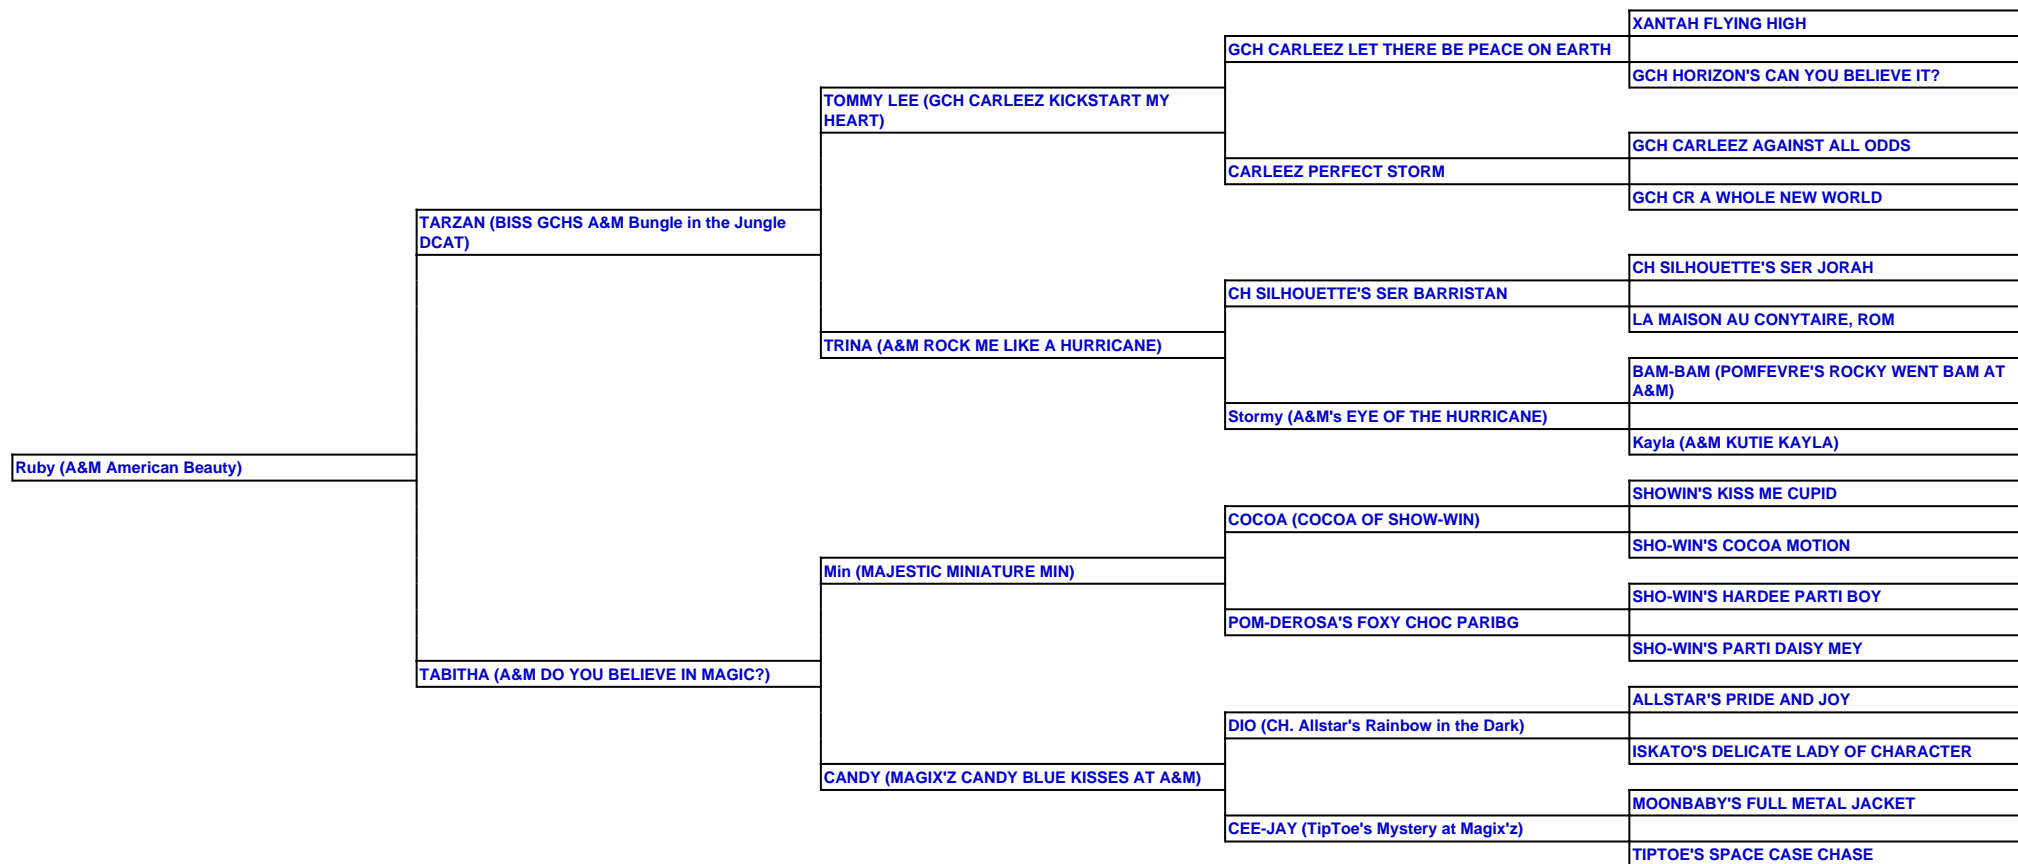 XANTAH FLYING HIGH
GCH CARLEEZ LET THERE BE PEACE ON EARTH
GCH HORIZON'S CAN YOU BELIEVE IT?
TOMMY LEE (GCH CARLEEZ KICKSTART MY
HEART)
GCH CARLEEZ AGAINST ALL ODDS
CARLEEZ PERFECT STORM
GCH CR A WHOLE NEW WORLD
TARZAN (BISS GCHS A&M Bungle in the Jungle
DCAT)
CH SILHOUETTE'S SER JORAH
CH SILHOUETTE'S SER BARRISTAN
LA MAISON AU CONYTAIRE, ROM
TRINA (A&M ROCK ME LIKE A HURRICANE)
BAM-BAM (POMFEVRE'S ROCKY WENT BAM AT
A&M)
Stormy (A&M's EYE OF THE HURRICANE)
Kayla (A&M KUTIE KAYLA)
Ruby (A&M American Beauty)
SHOWIN'S KISS ME CUPID
COCOA (COCOA OF SHOW-WIN)
SHO-WIN'S COCOA MOTION
Min (MAJESTIC MINIATURE MIN)
SHO-WIN'S HARDEE PARTI BOY
POM-DEROSA'S FOXY CHOC PARIBG
SHO-WIN'S PARTI DAISY MEY
TABITHA (A&M DO YOU BELIEVE IN MAGIC?)
ALLSTAR'S PRIDE AND JOY
DIO (CH. Allstar's Rainbow in the Dark)
ISKATO'S DELICATE LADY OF CHARACTER
CANDY (MAGIX'Z CANDY BLUE KISSES AT A&M)
MOONBABY'S FULL METAL JACKET
CEE-JAY (TipToe's Mystery at Magix'z)
TIPTOE'S SPACE CASE CHASE